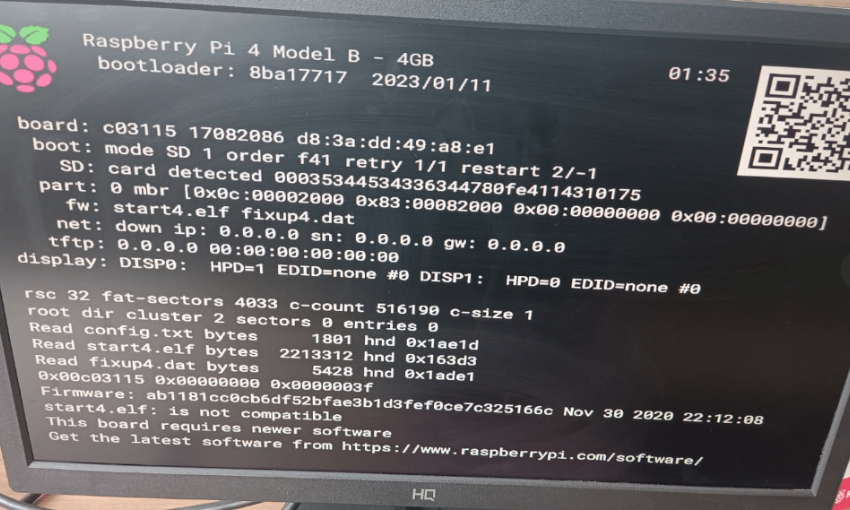 Raspberry Pi 4 Model B - 4GB
bootloader: 8ba17717 2023/01/11
01:35
board: c03115 17082086 d8:3a:dd:49:a8:e1
boot: mode SD 1 order f41 retry 1/1 restart 2/-1
SD: card detected 00035344534336344780fe4114310175
part: 0 mbr [0x0c:00002000 0x83:00082000 0x00:00000000 0x00:00000000]
fw: start4.elf fixup4.dat
net: down ip: 0.0.0.0 sn: 0.0.0.0 gw: 0.0.0.0
tftp: 0.0.0.0 00:00:00:00:00:00
display: DISP0: HPD=1 EDID=none #0 DISP1: HPD=0 EDID=none #0
rsc 32 fat-sectors 4033 c-count 516190 c-size 1
root dir cluster 2 sectors 0 entries 0
Read config.txt bytes 1801 hnd 0x1ae1d
Read start4.elf bytes 2213312 hnd 0x163d3
Read fixup4.dat bytes 5428 hnd 0x1ade1
0x00c03115 0x00000000 0x0000003f
Firmware: ab1181cc0cb6df52bfae3b1d3fef0ce7c325166c Nov 30 2020 22:12:08
start4.elf: is not compatible
This board requires newer software
Get the latest software from https://www.raspberrypi.com/software/
HQ